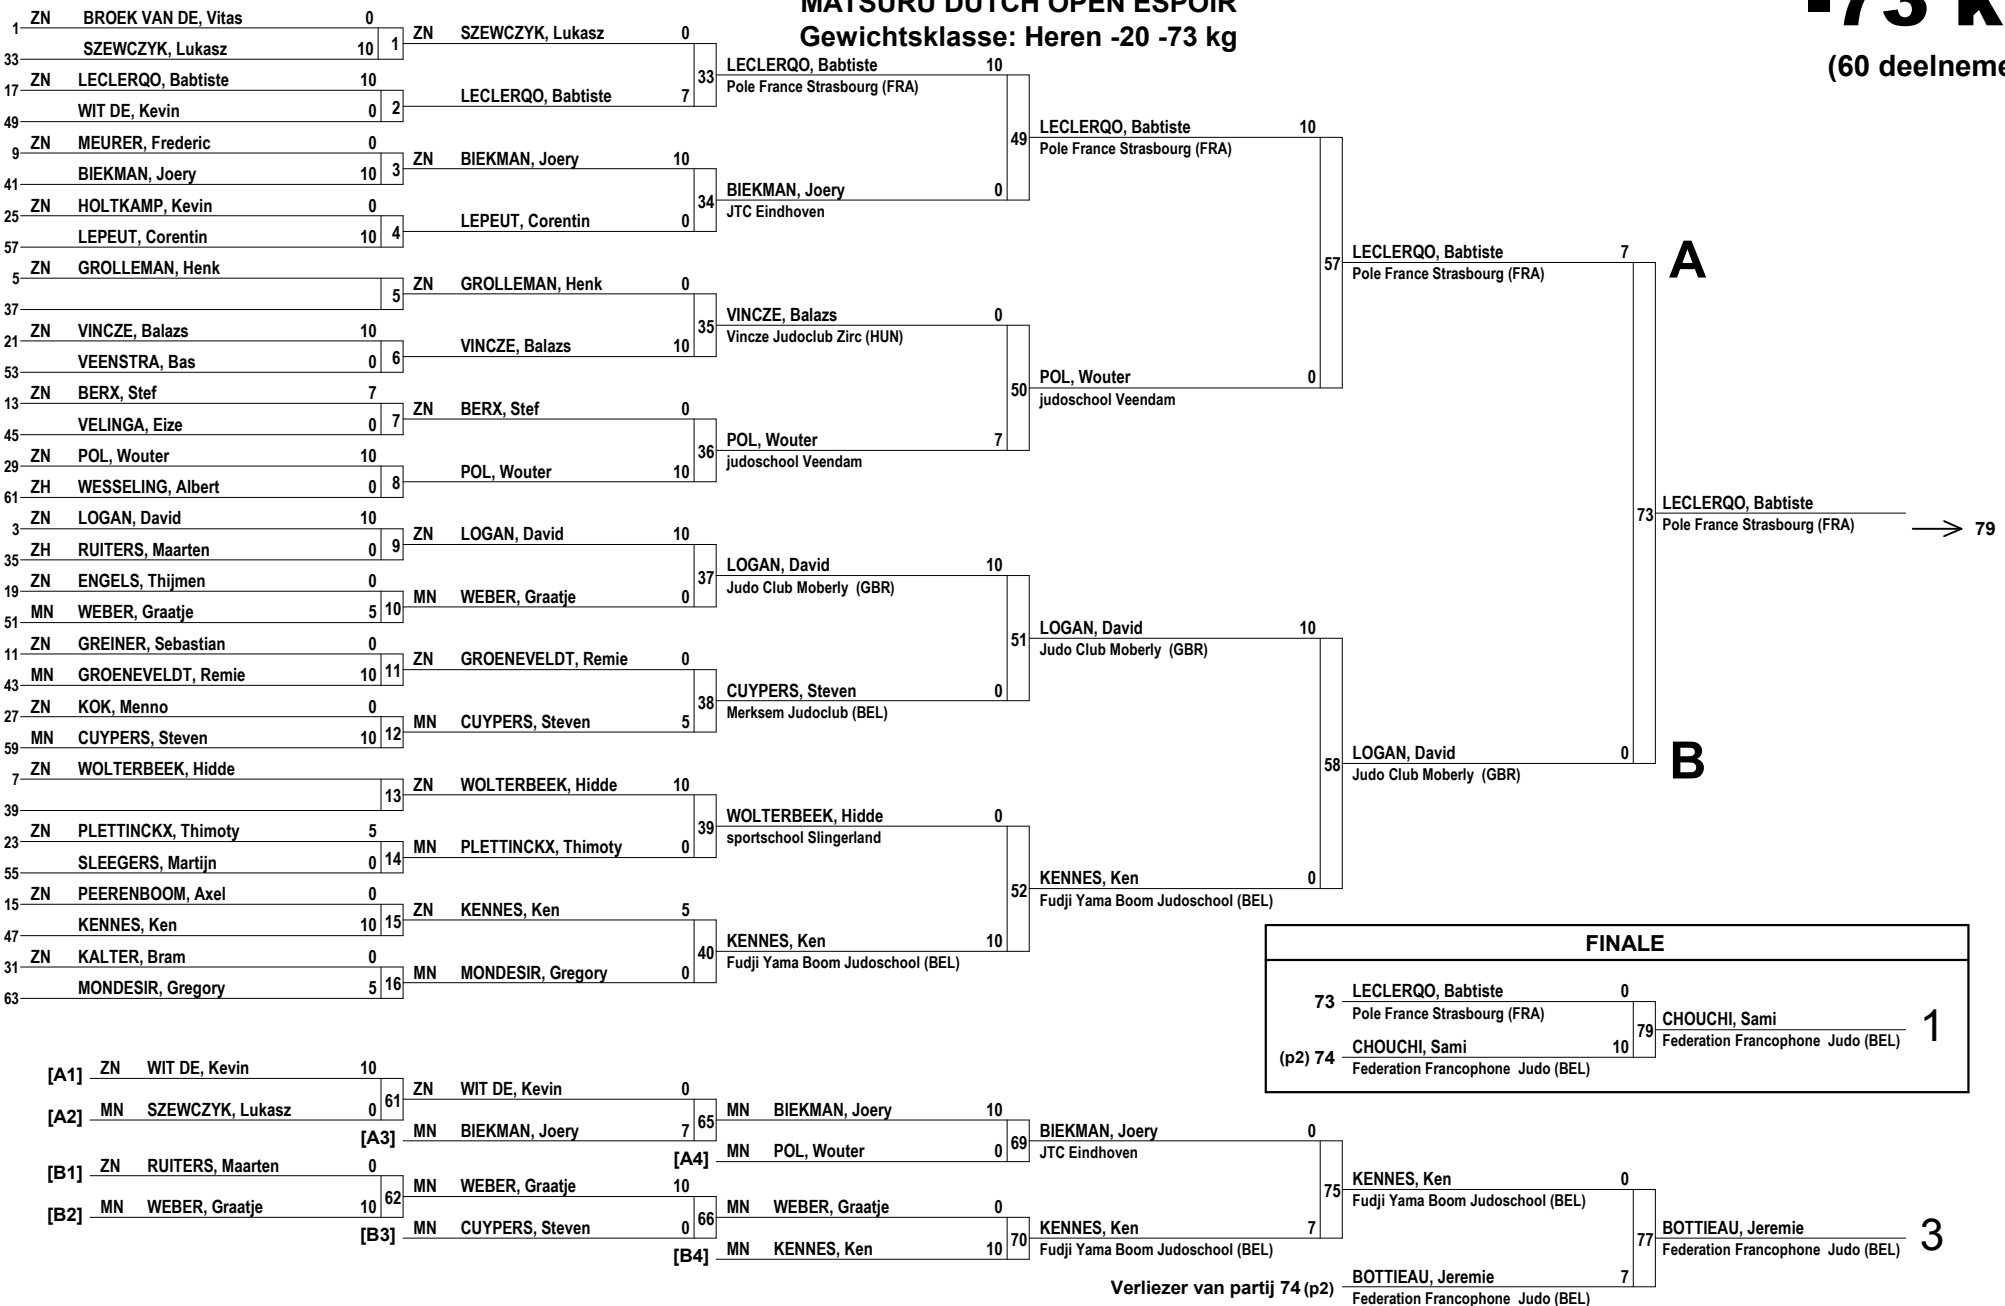 MATSURU DUTCH OPEN ESPOIR
Gewichtsklasse: Heren -20 -73 kg
-73 k
(60 deelneme
1 ZN BROEK VAN DE, Vitas 0
33 SZEWCZYK, Lukasz 10
1
17 ZN LECLERQO, Babtiste 10
49 WIT DE, Kevin 0
2
9 ZN MEURER, Frederic 0
41 BIEKMAN, Joery 10
3
25 ZN HOLTKAMP, Kevin 0
57 LEPEUT, Corentin 10
4
5 ZN GROLLEMAN, Henk
37
5
21 ZN VINCZE, Balazs 10
53 VEENSTRA, Bas 0
6
13 ZN BERX, Stef 7
45 VELINGA, Eize 0
7
29 ZN POL, Wouter 10
61 ZH WESSELING, Albert 0
8
3 ZN LOGAN, David 10
35 ZH RUITERS, Maarten 0
9
19 ZN ENGELS, Thijmen 0
51 MN WEBER, Graatje 5
10
11 ZN GREINER, Sebastian 0
43 MN GROENEVELDT, Remie 10
11
27 ZN KOK, Menno 0
59 MN CUYPERS, Steven 10
12
7 ZN WOLTERBEEK, Hidde
39
13
23 ZN PLETTINCKX, Thimoty 5
55 SLEEGERS, Martijn 0
14
15 ZN PEERENBOOM, Axel 0
47 KENNES, Ken 10
15
31 ZN KALTER, Bram 0
63 MONDESIR, Gregory 5
16
ZN SZEWCZYK, Lukasz 0
LECLERQO, Babtiste 7
33
ZN BIEKMAN, Joery 10
LEPEUT, Corentin 0
34
ZN GROLLEMAN, Henk 0
VINCZE, Balazs 10
35
ZN BERX, Stef 0
POL, Wouter 10
36
ZN LOGAN, David 10
MN WEBER, Graatje 0
37
ZN GROENEVELDT, Remie 0
MN CUYPERS, Steven 5
38
ZN WOLTERBEEK, Hidde 10
MN PLETTINCKX, Thimoty 0
39
ZN KENNES, Ken 5
MN MONDESIR, Gregory 0
40
LECLERQO, Babtiste 10
Pole France Strasbourg (FRA)
BIEKMAN, Joery 0
JTC Eindhoven
49
VINCZE, Balazs 0
Vincze Judoclub Zirc (HUN)
POL, Wouter 7
judoschool Veendam
50
LOGAN, David 10
Judo Club Moberly (GBR)
CUYPERS, Steven 0
Merksem Judoclub (BEL)
51
WOLTERBEEK, Hidde 0
sportschool Slingerland
KENNES, Ken 10
Fudji Yama Boom Judoschool (BEL)
52
LECLERQO, Babtiste 10
Pole France Strasbourg (FRA)
POL, Wouter 0
judoschool Veendam
57
LOGAN, David 10
Judo Club Moberly (GBR)
KENNES, Ken 0
Fudji Yama Boom Judoschool (BEL)
58
LECLERQO, Babtiste 7
Pole France Strasbourg (FRA)
A
LOGAN, David 0
Judo Club Moberly (GBR)
B
73
LECLERQO, Babtiste
Pole France Strasbourg (FRA)
79
FINALE
73 LECLERQO, Babtiste 0
Pole France Strasbourg (FRA)
(p2) 74 CHOUCHI, Sami 10
Federation Francophone Judo (BEL)
79
CHOUCHI, Sami
Federation Francophone Judo (BEL)
1
[A1] ZN WIT DE, Kevin 10
[A2] MN SZEWCZYK, Lukasz 0
61
[B1] ZN RUITERS, Maarten 0
[B2] MN WEBER, Graatje 10
62
ZN WIT DE, Kevin 0
[A3] MN BIEKMAN, Joery 7
65
MN WEBER, Graatje 10
[B3] MN CUYPERS, Steven 0
66
MN BIEKMAN, Joery 10
[A4] MN POL, Wouter 0
69
MN WEBER, Graatje 0
[B4] MN KENNES, Ken 10
70
BIEKMAN, Joery 0
JTC Eindhoven
KENNES, Ken 7
Fudji Yama Boom Judoschool (BEL)
75
KENNES, Ken 0
Fudji Yama Boom Judoschool (BEL)
Verliezer van partij 74 (p2) BOTTIEAU, Jeremie 7
Federation Francophone Judo (BEL)
77
BOTTIEAU, Jeremie
Federation Francophone Judo (BEL)
3